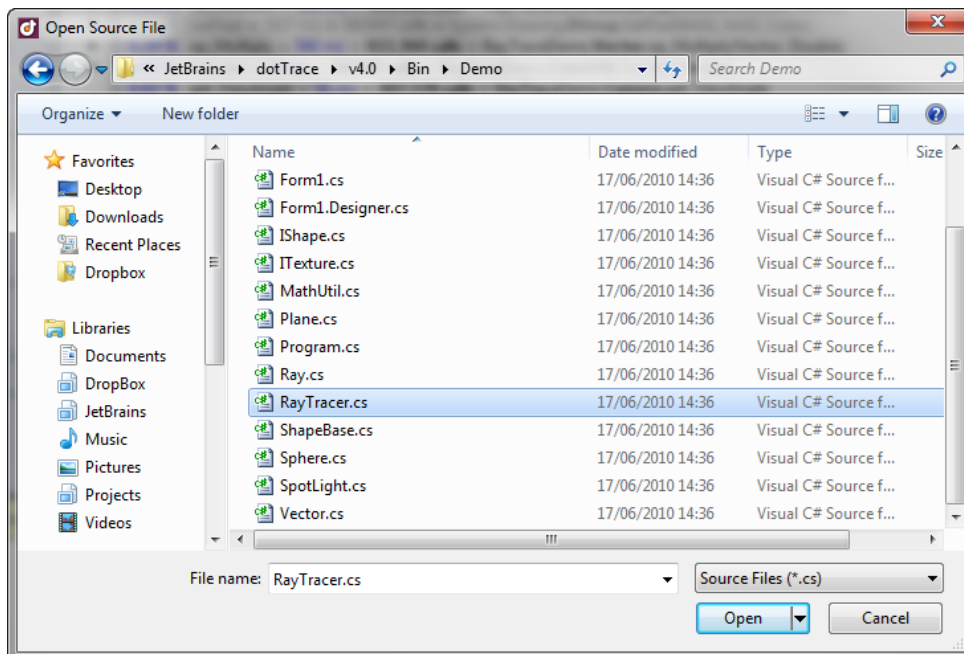 Open Source File
« JetBrains ▸ dotTrace ▸ v4.0 ▸ Bin ▸ Demo
Search Demo
Organize New folder
Name Date modified Type Size
Favorites
Desktop
Downloads
Recent Places
Dropbox
Libraries
Documents
DropBox
JetBrains
Music
Pictures
Projects
Videos
Form1.cs 17/06/2010 14:36 Visual C# Source f...
Form1.Designer.cs 17/06/2010 14:36 Visual C# Source f...
IShape.cs 17/06/2010 14:36 Visual C# Source f...
ITexture.cs 17/06/2010 14:36 Visual C# Source f...
MathUtil.cs 17/06/2010 14:36 Visual C# Source f...
Plane.cs 17/06/2010 14:36 Visual C# Source f...
Program.cs 17/06/2010 14:36 Visual C# Source f...
Ray.cs 17/06/2010 14:36 Visual C# Source f...
RayTracer.cs 17/06/2010 14:36 Visual C# Source f...
ShapeBase.cs 17/06/2010 14:36 Visual C# Source f...
Sphere.cs 17/06/2010 14:36 Visual C# Source f...
SpotLight.cs 17/06/2010 14:36 Visual C# Source f...
Vector.cs 17/06/2010 14:36 Visual C# Source f...
File name: RayTracer.cs Source Files (*.cs)
Open Cancel